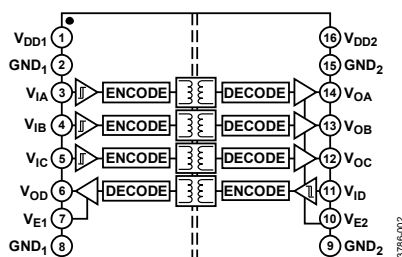 VDD1 1 16 VDD2
GND1 2 15 GND2
VIA 3 ENCODE DECODE 14 VOA
VIB 4 ENCODE DECODE 13 VOB
VIC 5 ENCODE DECODE 12 VOC
VOD 6 DECODE ENCODE 11 VID
VE1 7 10 VE2
GND1 8 9 GND2